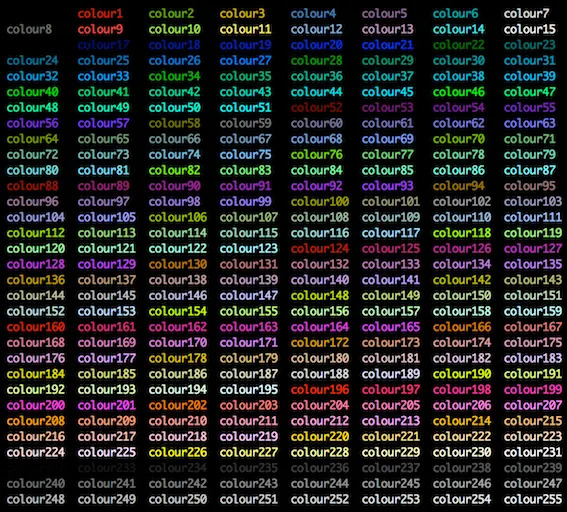 colour1 colour2 colour3 colour4 colour5 colour6 colour7
colour8 colour9 colour10 colour11 colour12 colour13 colour14 colour15
colour17 colour18 colour19 colour20 colour21 colour22 colour23
colour24 colour25 colour26 colour27 colour28 colour29 colour30 colour31
colour32 colour33 colour34 colour35 colour36 colour37 colour38 colour39
colour40 colour41 colour42 colour43 colour44 colour45 colour46 colour47
colour48 colour49 colour50 colour51 colour52 colour53 colour54 colour55
colour56 colour57 colour58 colour59 colour60 colour61 colour62 colour63
colour64 colour65 colour66 colour67 colour68 colour69 colour70 colour71
colour72 colour73 colour74 colour75 colour76 colour77 colour78 colour79
colour80 colour81 colour82 colour83 colour84 colour85 colour86 colour87
colour88 colour89 colour90 colour91 colour92 colour93 colour94 colour95
colour96 colour97 colour98 colour99 colour100 colour101 colour102 colour103
colour104 colour105 colour106 colour107 colour108 colour109 colour110 colour111
colour112 colour113 colour114 colour115 colour116 colour117 colour118 colour119
colour120 colour121 colour122 colour123 colour124 colour125 colour126 colour127
colour128 colour129 colour130 colour131 colour132 colour133 colour134 colour135
colour136 colour137 colour138 colour139 colour140 colour141 colour142 colour143
colour144 colour145 colour146 colour147 colour148 colour149 colour150 colour151
colour152 colour153 colour154 colour155 colour156 colour157 colour158 colour159
colour160 colour161 colour162 colour163 colour164 colour165 colour166 colour167
colour168 colour169 colour170 colour171 colour172 colour173 colour174 colour175
colour176 colour177 colour178 colour179 colour180 colour181 colour182 colour183
colour184 colour185 colour186 colour187 colour188 colour189 colour190 colour191
colour192 colour193 colour194 colour195 colour196 colour197 colour198 colour199
colour200 colour201 colour202 colour203 colour204 colour205 colour206 colour207
colour208 colour209 colour210 colour211 colour212 colour213 colour214 colour215
colour216 colour217 colour218 colour219 colour220 colour221 colour222 colour223
colour224 colour225 colour226 colour227 colour228 colour229 colour230 colour231
colour233 colour234 colour235 colour236 colour237 colour238 colour239
colour240 colour241 colour242 colour243 colour244 colour245 colour246 colour247
colour248 colour249 colour250 colour251 colour252 colour253 colour254 colour255